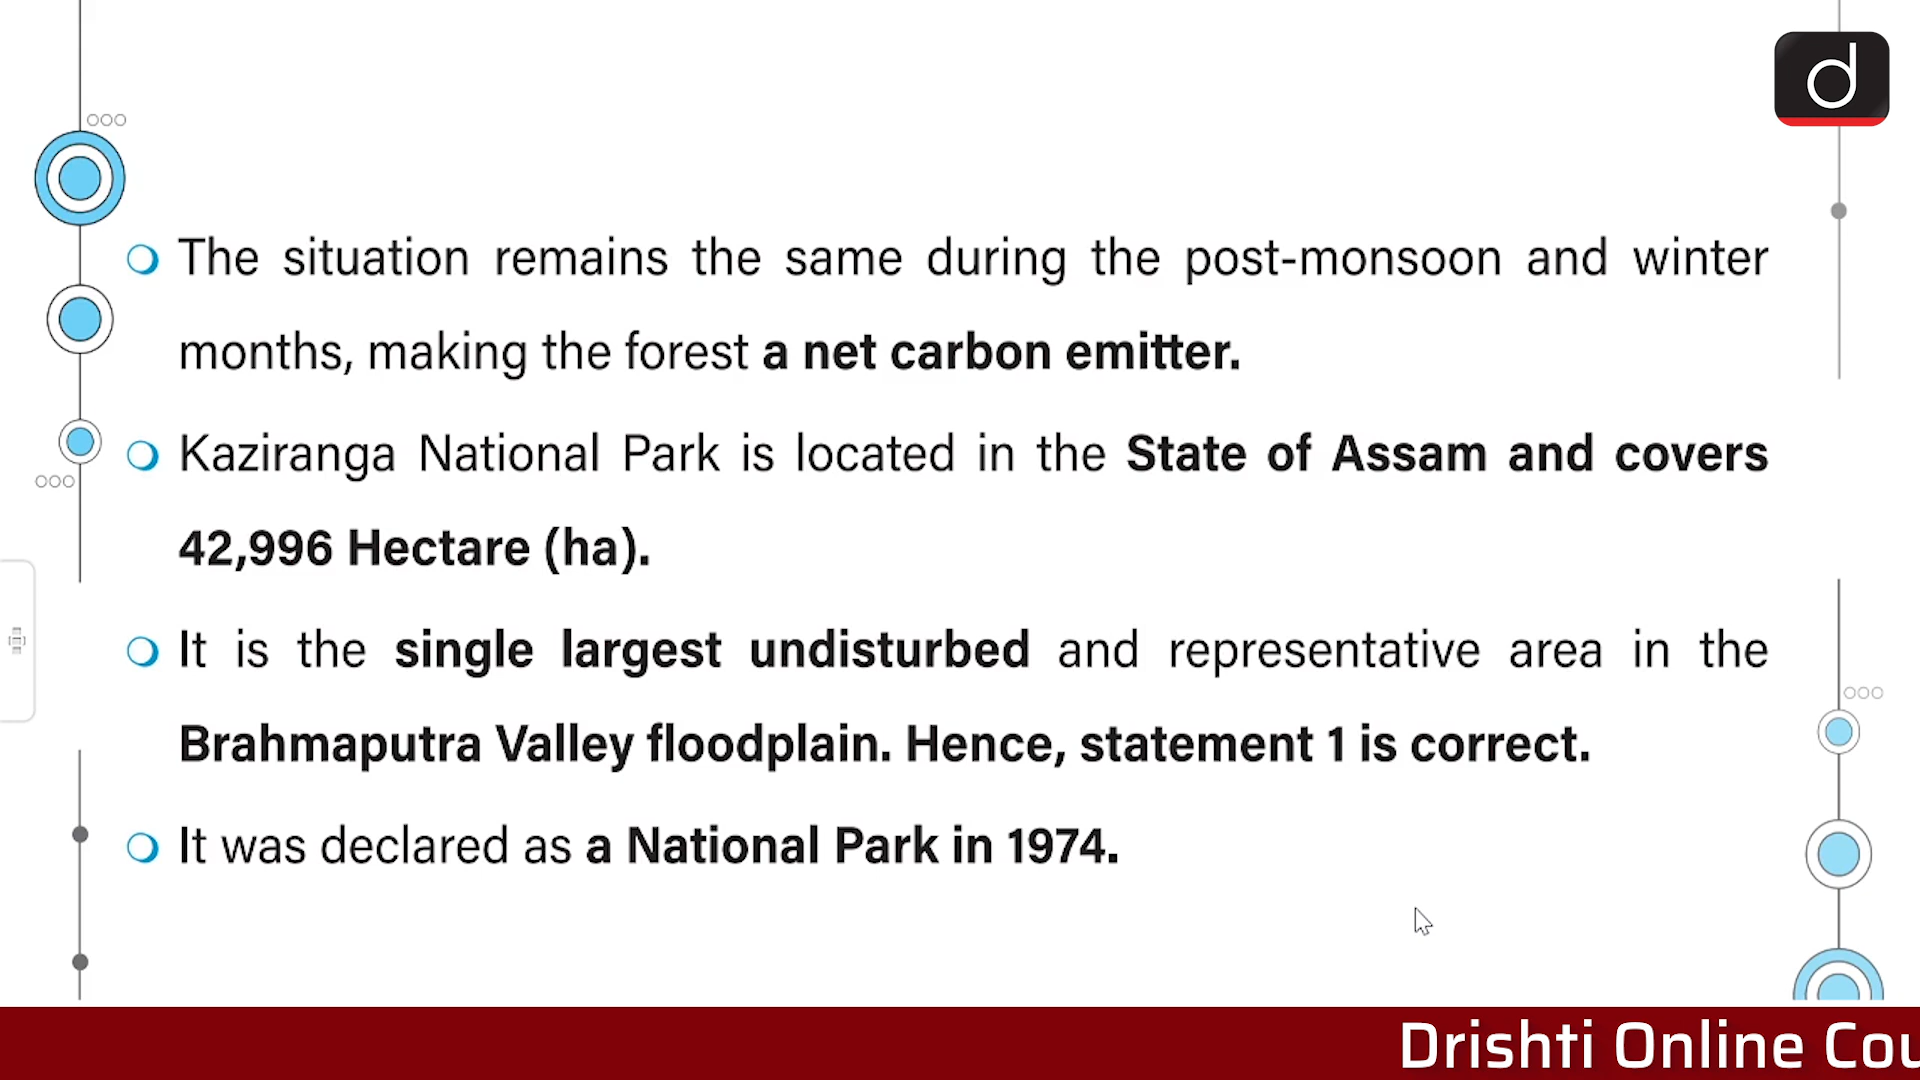 d
The situation remains the same during the post-monsoon and winter
months, making the forest a net carbon emitter.
Kaziranga National Park is located in the State of Assam and covers
42,996 Hectare (ha).
It is the single largest undisturbed and representative area in the
Brahmaputra Valley floodplain. Hence, statement 1 is correct.
It was declared as a National Park in 1974.
Drishti Online Cou